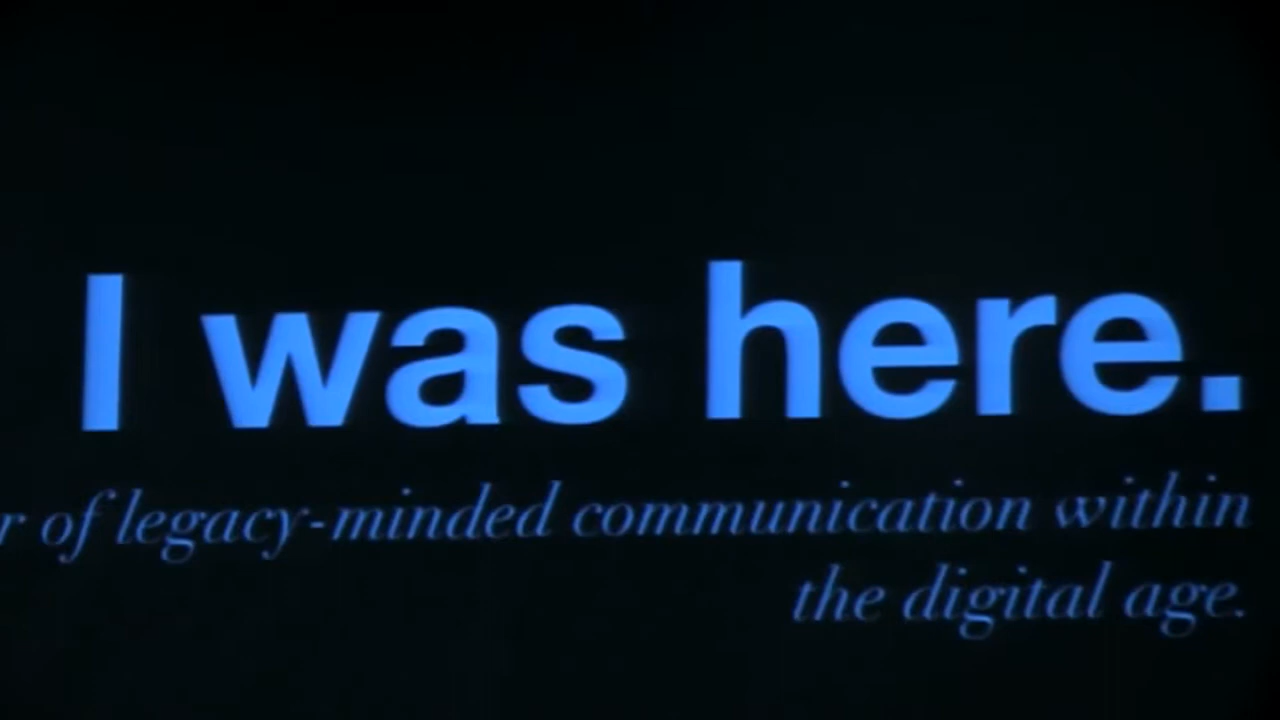 I was here.
of legacy-minded communication within
the digital age.